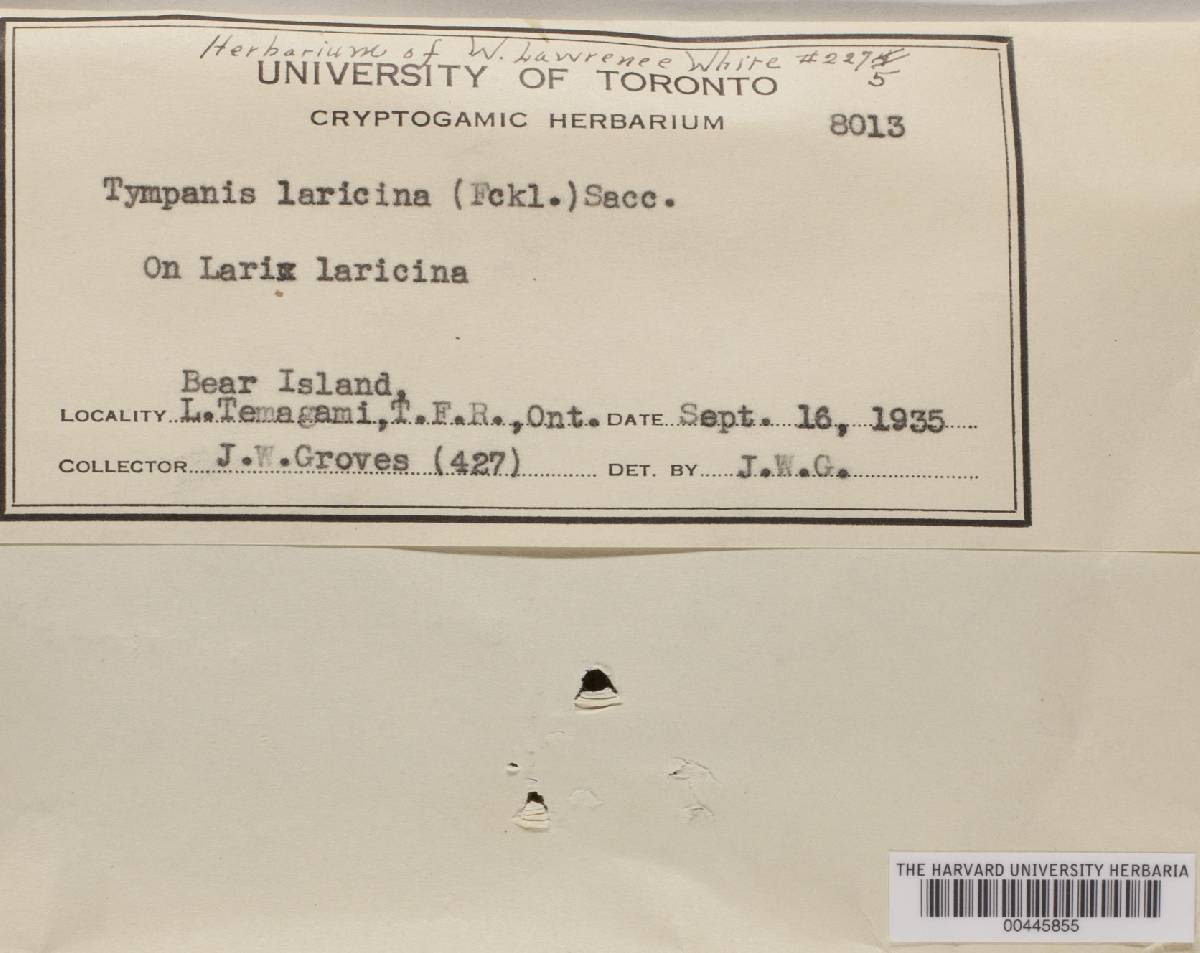 Herbarium of W. Lawrence White #2275
UNIVERSITY OF TORONTO
CRYPTOGAMIC HERBARIUM 8013
Tympanis laricina (Fckl.)Sacc.
On Larix laricina
Bear Island,
LOCALITY L.Temagami,T.F.R.,Ont. DATE Sept. 16, 1935
COLLECTOR J.W.Groves (427) DET. BY J.W.G.
THE HARVARD UNIVERSITY HERBARIA
00445855